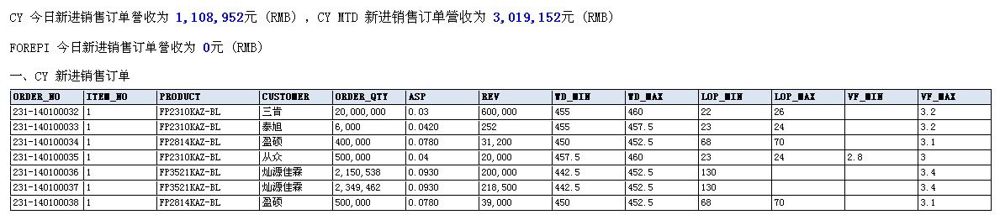 CY 今日新进销售订单营收为 1,108,952元 (RMB) , CY MTD 新进销售订单营收为 3,019,152元 (RMB)
FOREPI 今日新进销售订单营收为 0元 (RMB)
一、CY 新进销售订单
ORDER_NO ITEM_NO PRODUCT CUSTOMER ORDER_QTY ASP REV WD_MIN WD_MAX LOP_MIN LOP_MAX VF_MIN VF_MAX
231-140100032 1 FP2310KAZ-BL 三肯 20,000,000 0.03 600,000 455 460 22 26 3.2
231-140100033 1 FP2310KAZ-BL 泰旭 6,000 0.0420 252 455 457.5 23 24 3.2
231-140100034 1 FP2814KAZ-BL 盈硕 400,000 0.0780 31,200 450 452.5 68 70 3.1
231-140100035 1 FP2310KAZ-BL 从众 500,000 0.04 20,000 457.5 460 23 24 2.8 3
231-140100036 1 FP3521KAZ-BL 灿源佳霖 2,150,538 0.0930 200,000 442.5 452.5 130 3.4
231-140100037 1 FP3521KAZ-BL 灿源佳霖 2,349,462 0.0930 218,500 442.5 452.5 130 3.4
231-140100038 1 FP2814KAZ-BL 盈硕 500,000 0.0780 39,000 450 452.5 68 70 3.1